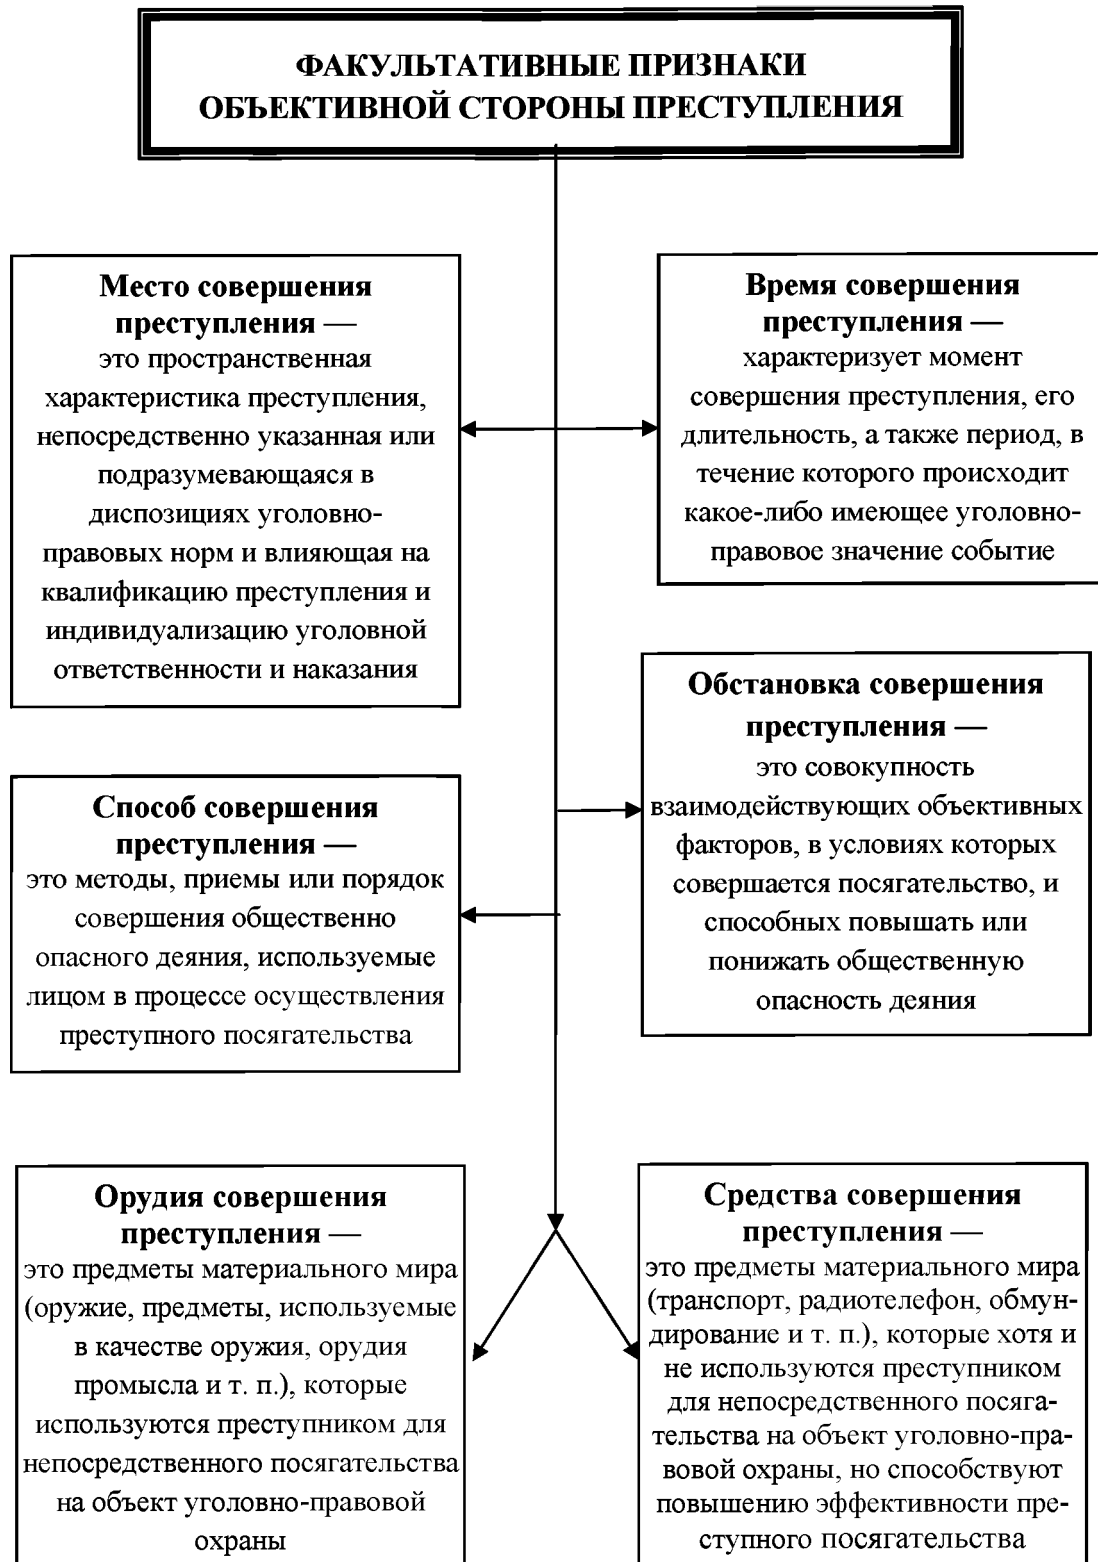 ФАКУЛЬТАТИВНЫЕ ПРИЗНАКИ
ОБЪЕКТИВНОЙ СТОРОНЫ ПРЕСТУПЛЕНИЯ
Место совершения
преступления —
это пространственная
характеристика преступления,
непосредственно указанная или
подразумевающаяся в
диспозициях уголовно-
правовых норм и влияющая на
квалификацию преступления и
индивидуализацию уголовной
ответственности и наказания
Время совершения
преступления —
характеризует момент
совершения преступления, его
длительность, а также период, в
течение которого происходит
какое-либо имеющее уголовно-
правовое значение событие
Способ совершения
преступления —
это методы, приемы или порядок
совершения общественно
опасного деяния, используемые
лицом в процессе осуществления
преступного посягательства
Обстановка совершения
преступления —
это совокупность
взаимодействующих объективных
факторов, в условиях которых
совершается посягательство, и
способных повышать или
понижать общественную
опасность деяния
Орудия совершения
преступления —
это предметы материального мира
(оружие, предметы, используемые
в качестве оружия, орудия
промысла и т. п.), которые
используются преступником для
непосредственного посягательства
на объект уголовно-правовой
охраны
Средства совершения
преступления —
это предметы материального мира
(транспорт, радиотелефон, обмун-
дирование и т. п.), которые хотя и
не используются преступником
для непосредственного посяга-
тельства на объект уголовно-пра-
вовой охраны, но способствуют
повышению эффективности пре-
ступного посягательства